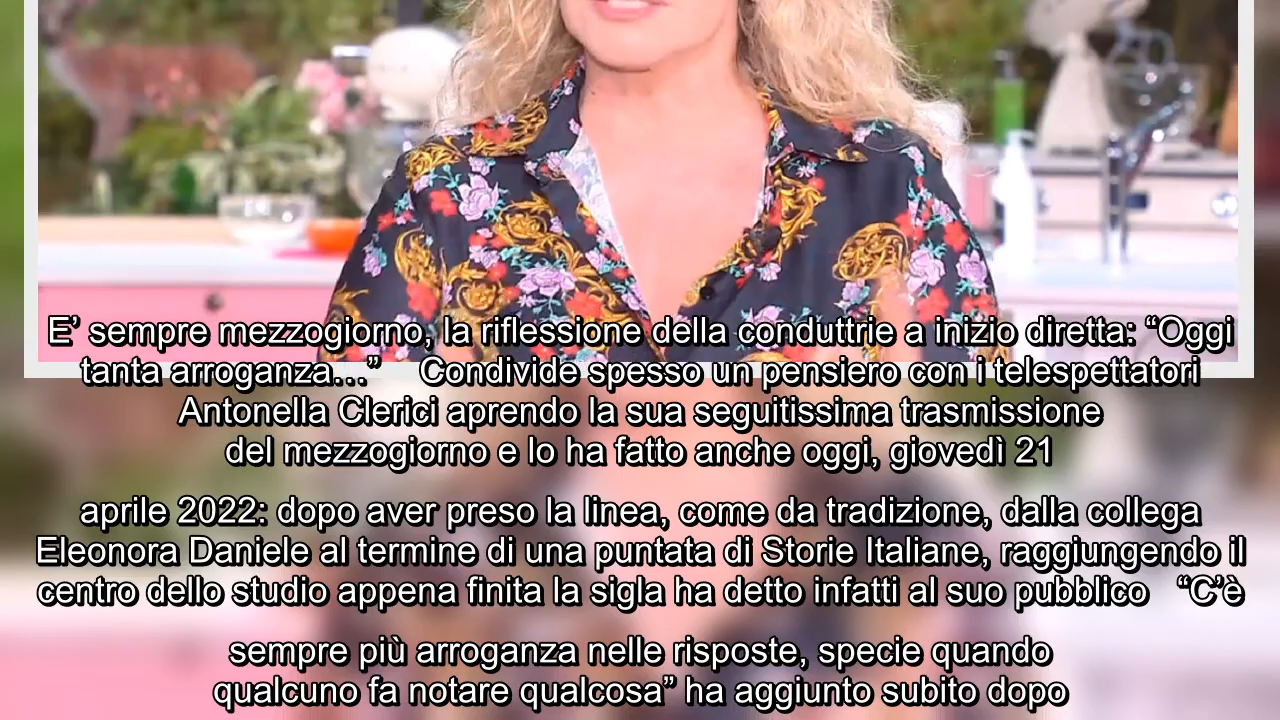 E’ sempre mezzogiorno, la riflessione della conduttrie a inizio diretta: “Oggi
tanta arroganza…” Condivide spesso un pensiero con i telespettatori
Antonella Clerici aprendo la sua seguitissima trasmissione
del mezzogiorno e lo ha fatto anche oggi, giovedì 21
aprile 2022: dopo aver preso la linea, come da tradizione, dalla collega
Eleonora Daniele al termine di una puntata di Storie Italiane, raggiungendo il
centro dello studio appena finita la sigla ha detto infatti al suo pubblico “C’è
sempre più arroganza nelle risposte, specie quando
qualcuno fa notare qualcosa” ha aggiunto subito dopo